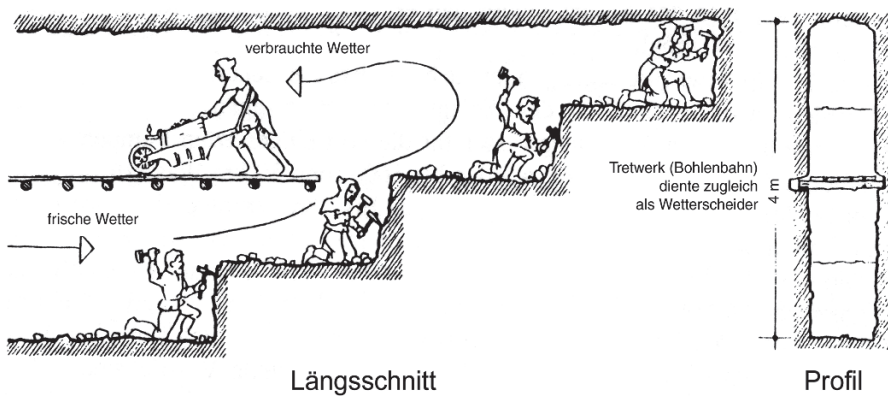 verbrauchte Wetter
frische Wetter
Tretwerk (Bohlenbahn)
diente zugleich
als Wetterscheider
4 m
Längsschnitt
Profil